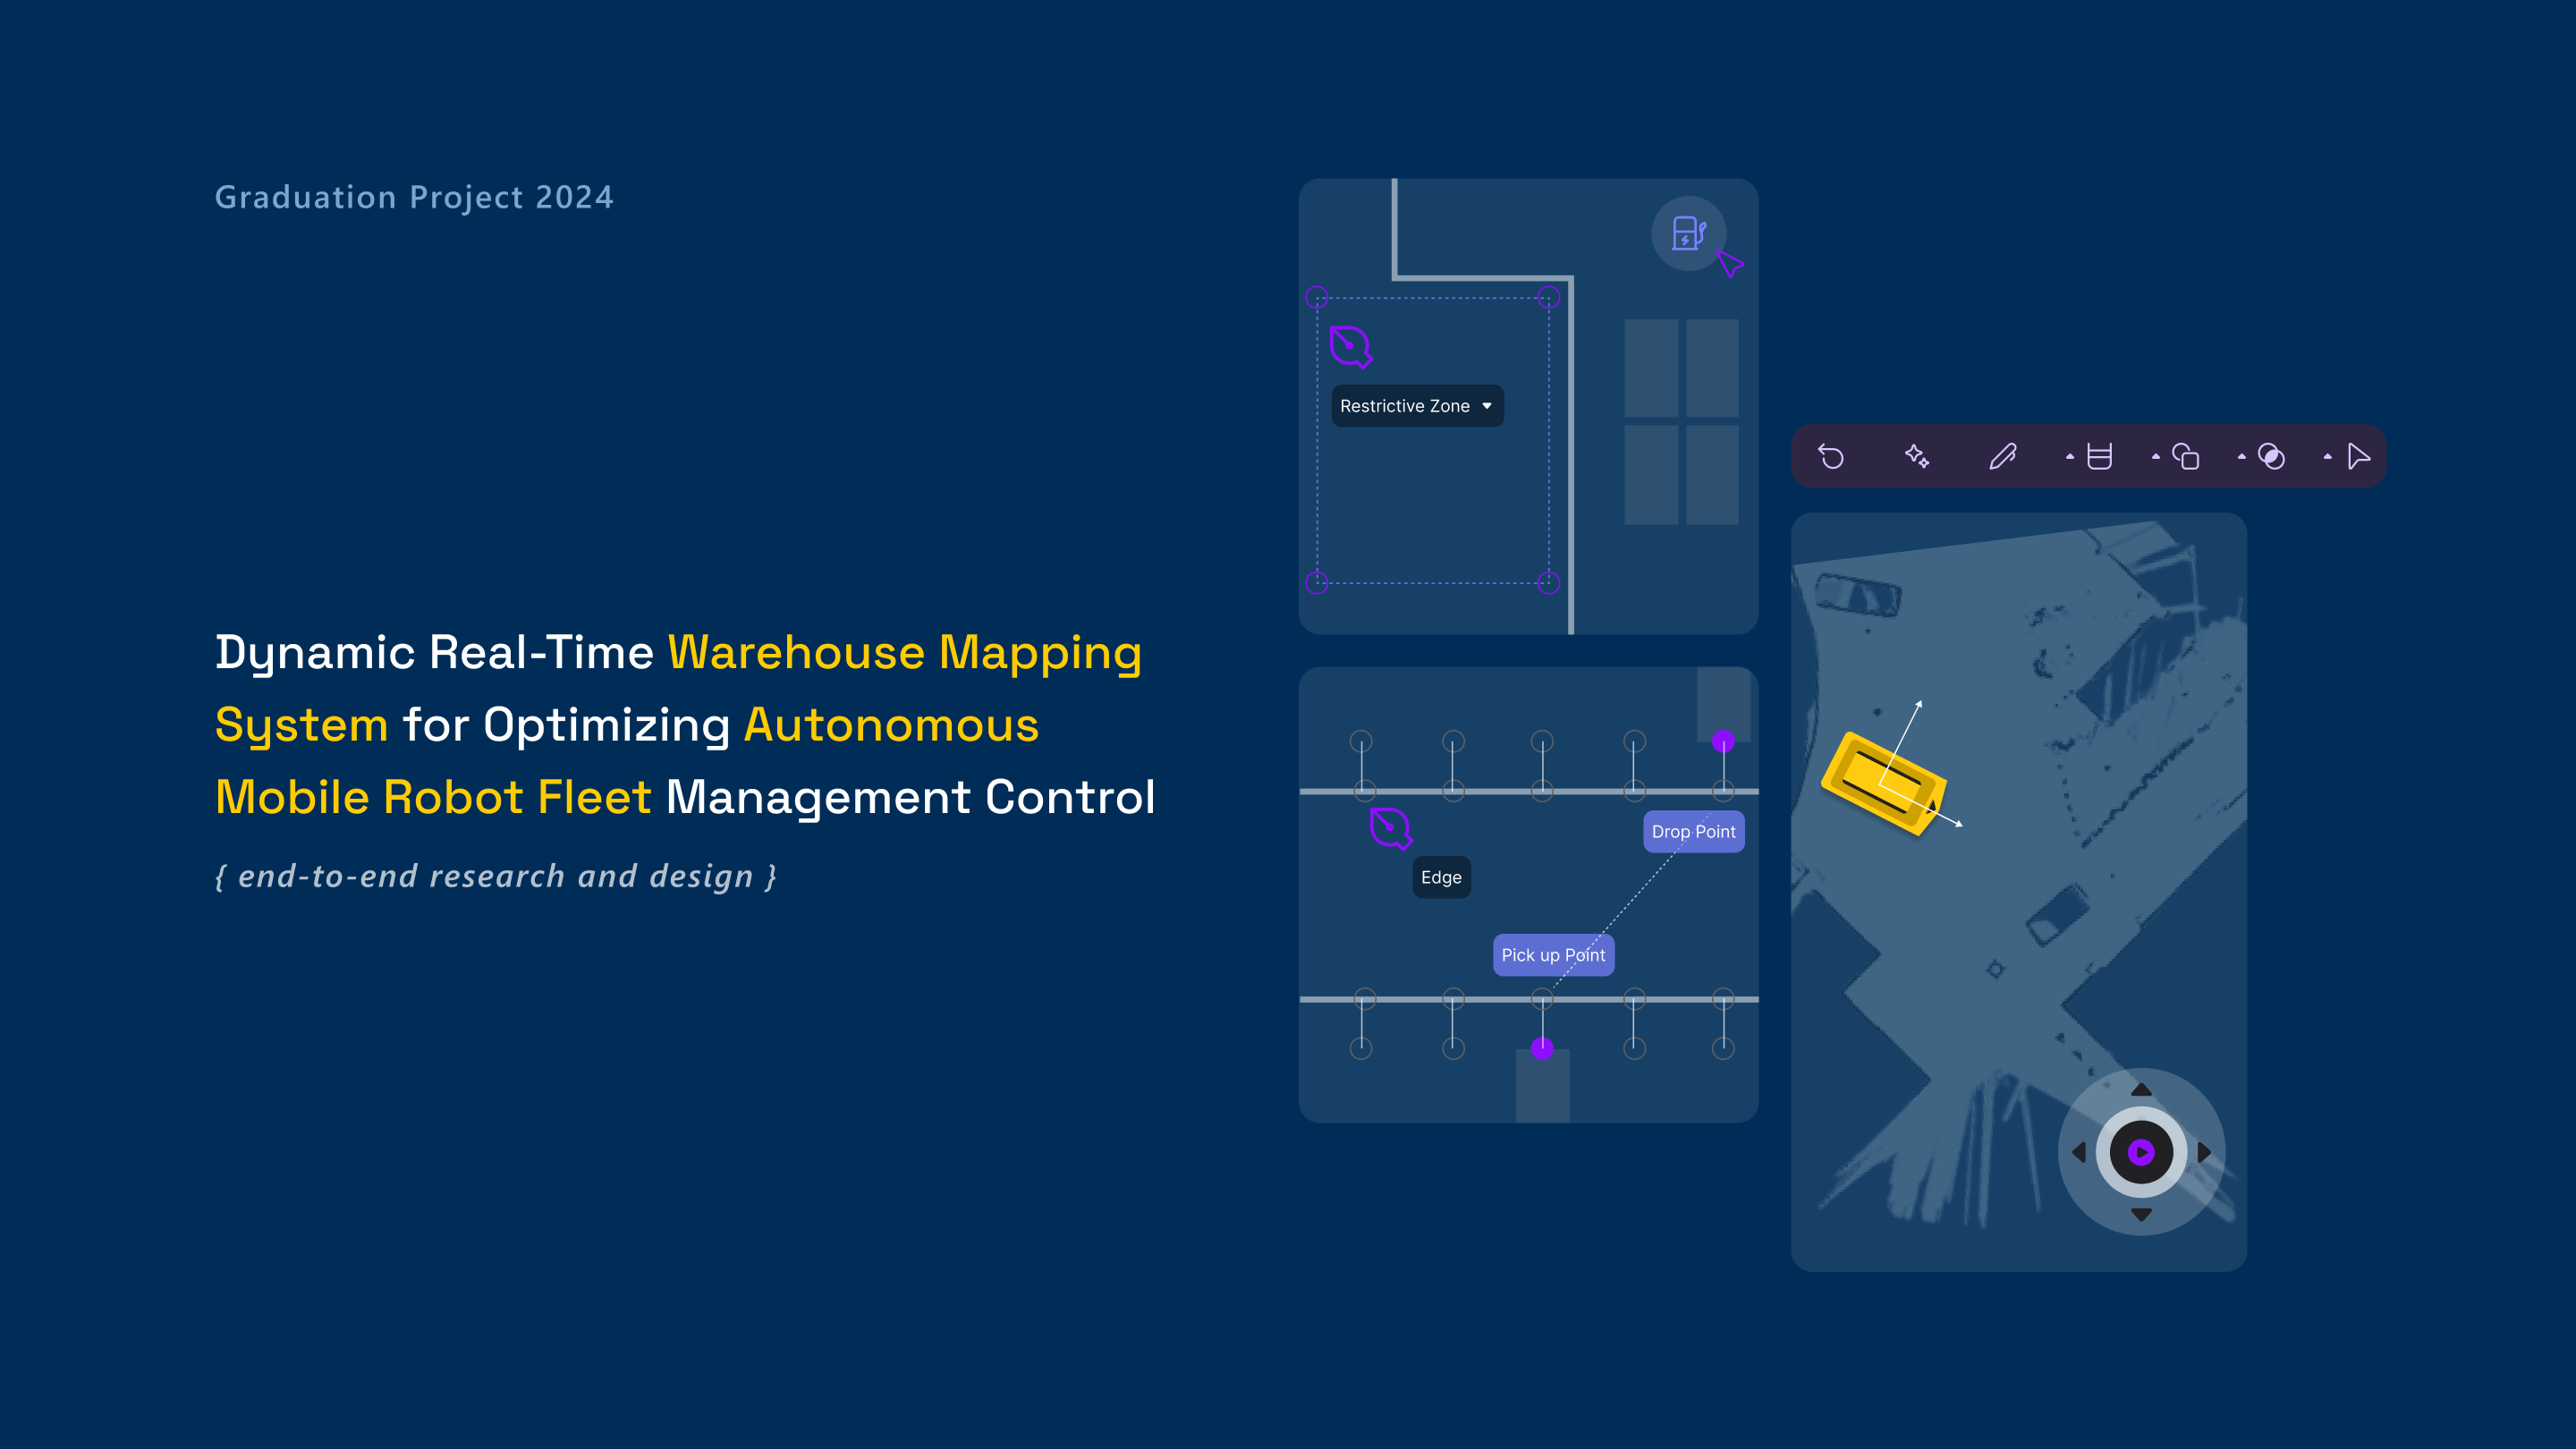 Graduation Project 2024
Dynamic Real-Time Warehouse Mapping
System for Optimizing Autonomous
Mobile Robot Fleet Management Control
{ end-to-end research and design }
Restrictive Zone
Drop Point
Edge
Pick up Point